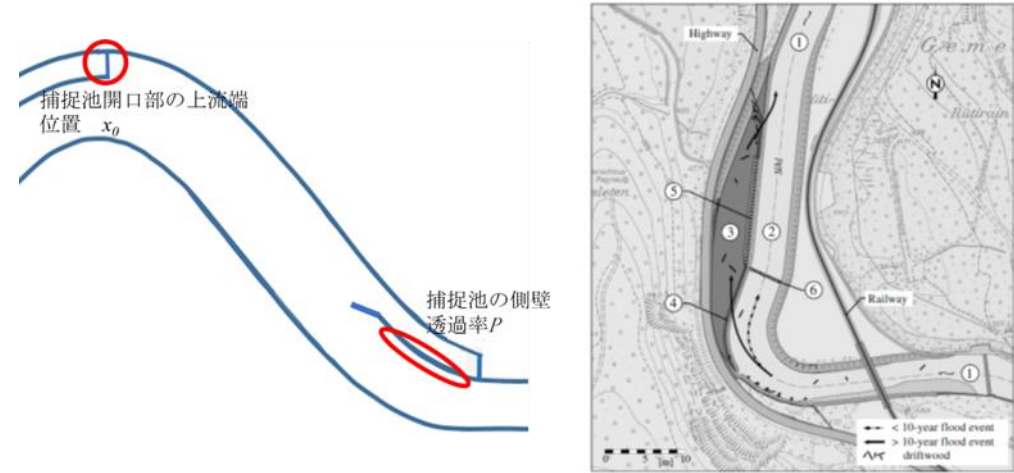 捕捉池開口部の上流端
位置 x₀
捕捉池の側壁
透過率P
Highway
1
N
5
3
2
6
4
Railway
1
< 10-year flood event
> 10-year flood event
driftwood
0 5 10
[m]